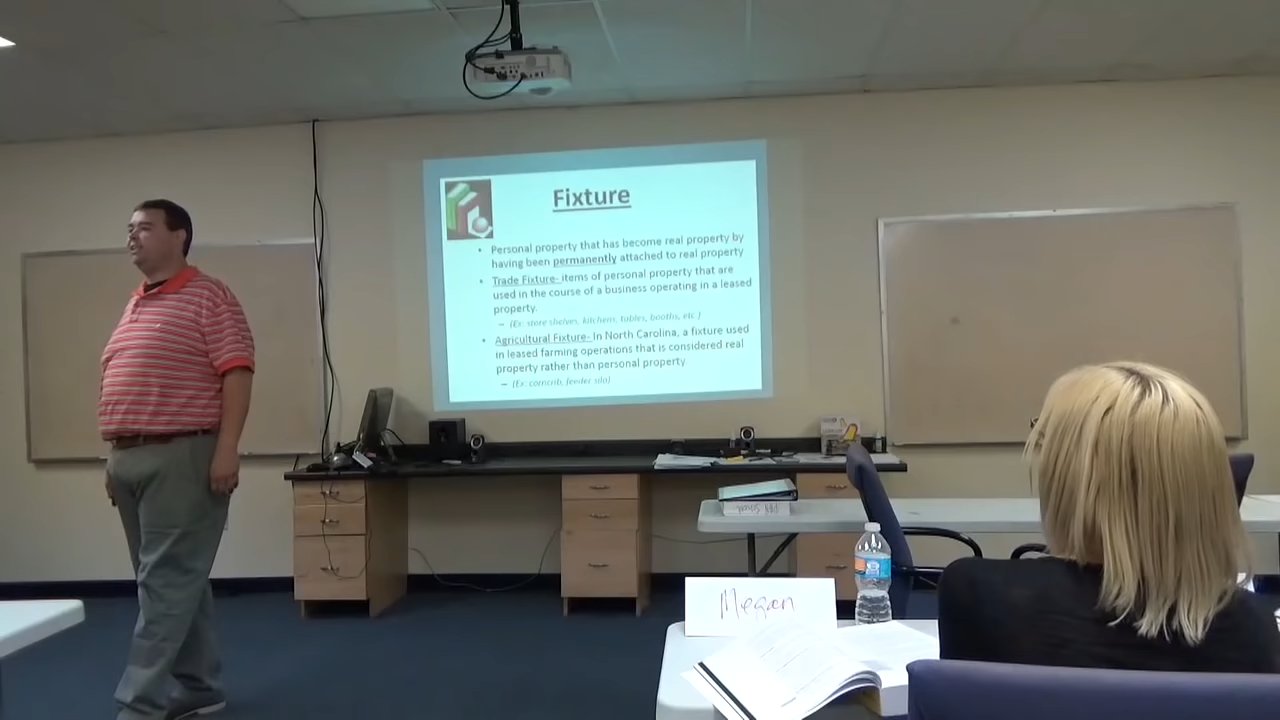 Fixture
• Personal property that has become real property by
having been permanently attached to real property
• Trade Fixture- items of personal property that are
used in the course of a business operating in a leased
property.
– (Ex: store shelves, kitchens, tables, booths, etc.)
• Agricultural Fixture- In North Carolina, a fixture used
in leased farming operations that is considered real
property rather than personal property
– (Ex: corncrib, feeder silo)
Megan